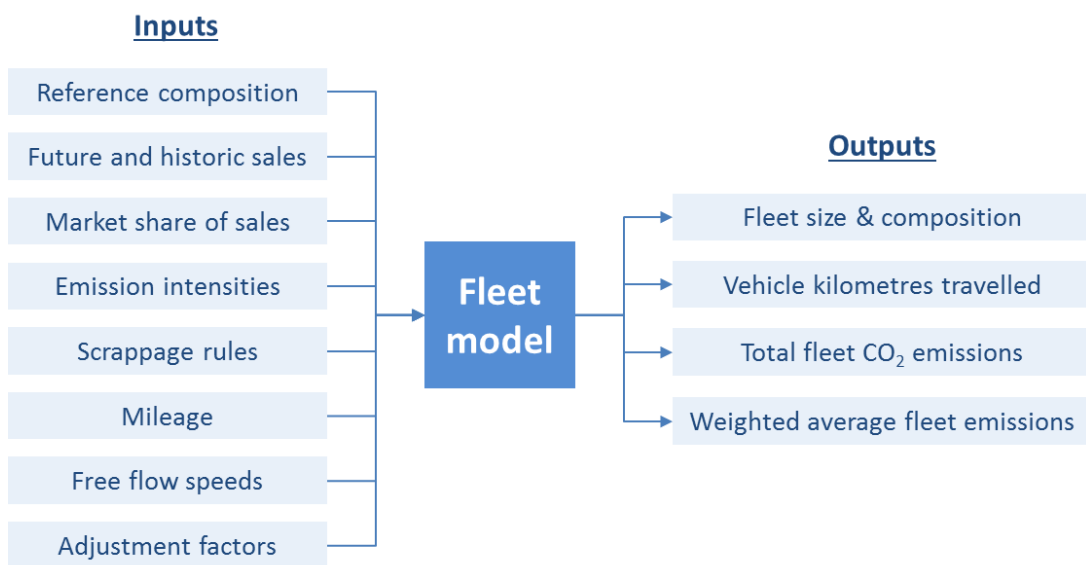 Inputs
Reference composition
Future and historic sales
Market share of sales
Emission intensities
Scrappage rules
Mileage
Free flow speeds
Adjustment factors
Fleet
model
Outputs
Fleet size & composition
Vehicle kilometres travelled
Total fleet CO₂ emissions
Weighted average fleet emissions